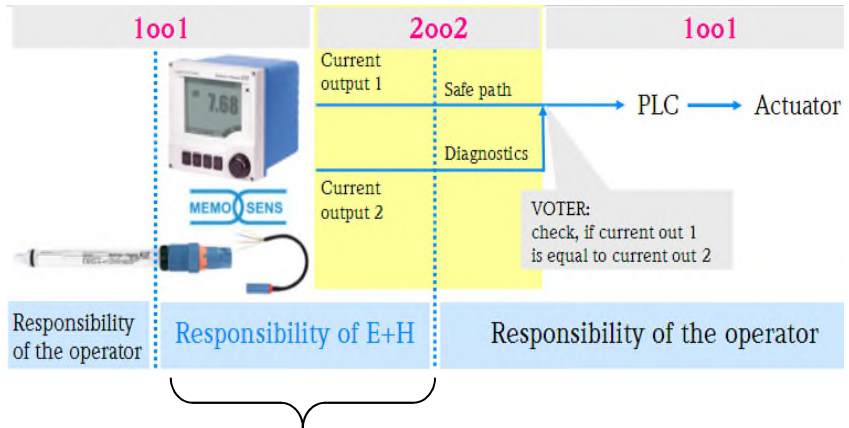 1oo1
2oo2
1oo1
Current
output 1
Safe path
7.68
PLC
Actuator
Diagnostics
MEMO SENS
Current
output 2
VOTER:
check, if current out 1
is equal to current out 2
Responsibility
of the operator
Responsibility of E+H
Responsibility of the operator